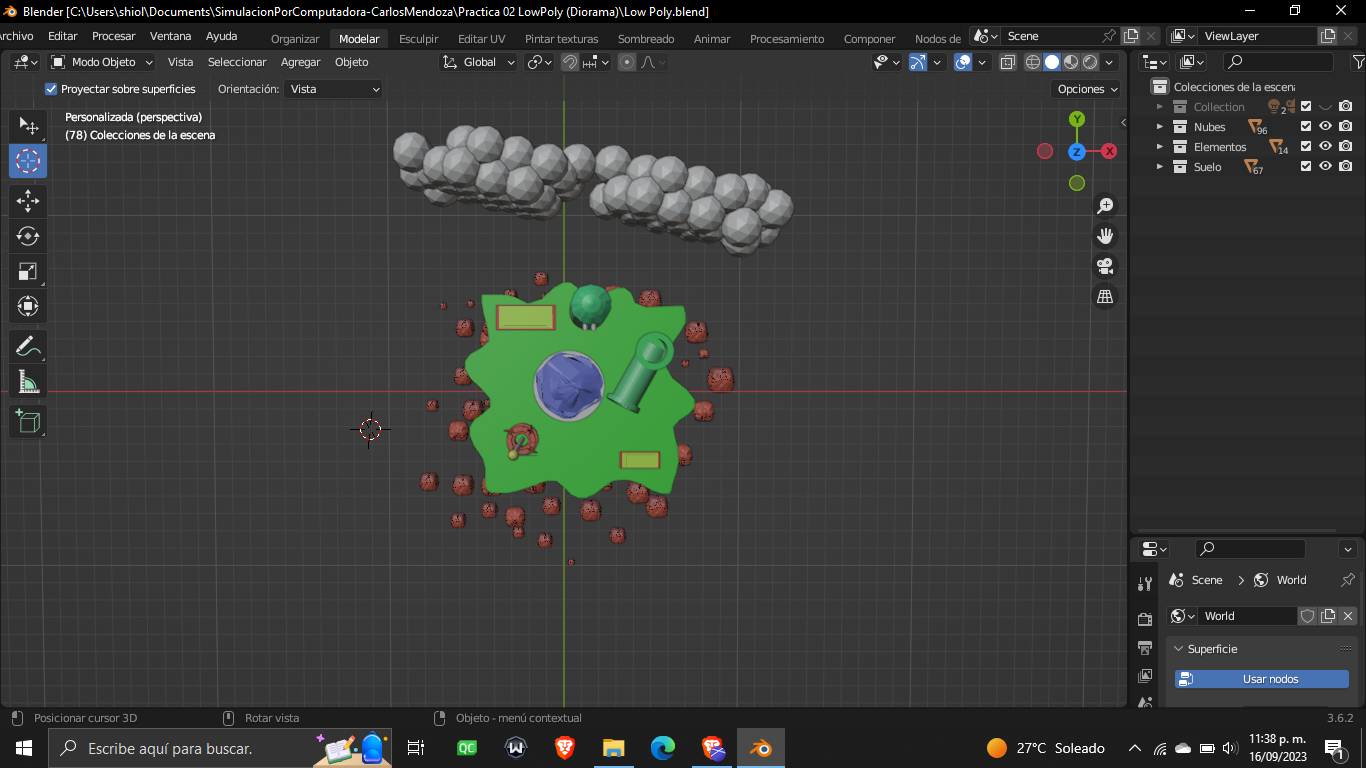 Blender [C:\Users\shiol\Documents\SimulacionPorComputadora-CarlosMendoza\Practica 02 LowPoly (Diorama)\Low Poly.blend]
rchivo Editar Procesar Ventana Ayuda Organizar Modelar Esculpir Editar UV Pintar texturas Sombreado Animar Procesamiento Componer Nodos de Scene ViewLayer
Modo Objeto Vista Seleccionar Agregar Objeto Global
Proyectar sobre superficies Orientación: Vista Opciones
Colecciones de la escena
Collection 2
Nubes 96
Elementos 14
Suelo 67
Personalizada (perspectiva)
(78) Colecciones de la escena
Y
Z X
Scene World
World
Superficie
Usar nodos
Posicionar cursor 3D Rotar vista Objeto - menú contextual 3.6.2
Escribe aquí para buscar. QC 27°C Soleado 11:38 p. m.
16/09/2023 1